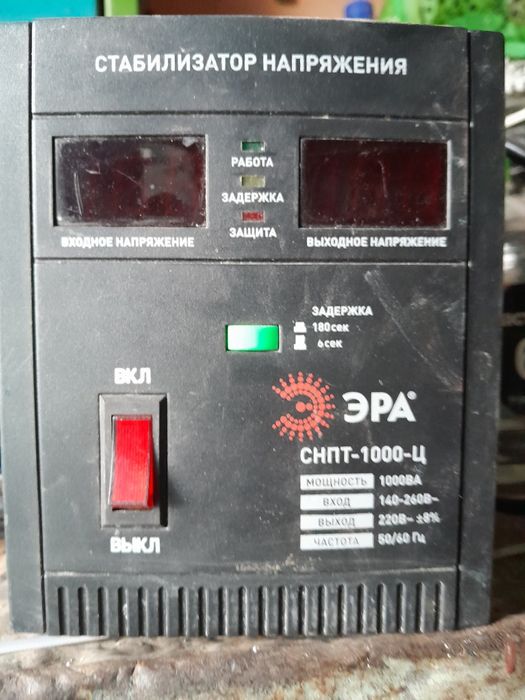 СТАБИЛИЗАТОР НАПРЯЖЕНИЯ
РАБОТА
ЗАДЕРЖКА
ЗАЩИТА
ВХОДНОЕ НАПРЯЖЕНИЕ
ВЫХОДНОЕ НАПРЯЖЕНИЕ
ЗАДЕРЖКА
180сек
6сек
ВКЛ
ЭРА®
СНПТ-1000-Ц
МОЩНОСТЬ 1000ВА
ВХОД 140-260В~
ВЫХОД 220В~ ±8%
ЧАСТОТА 50/60 Гц
ВЫКЛ